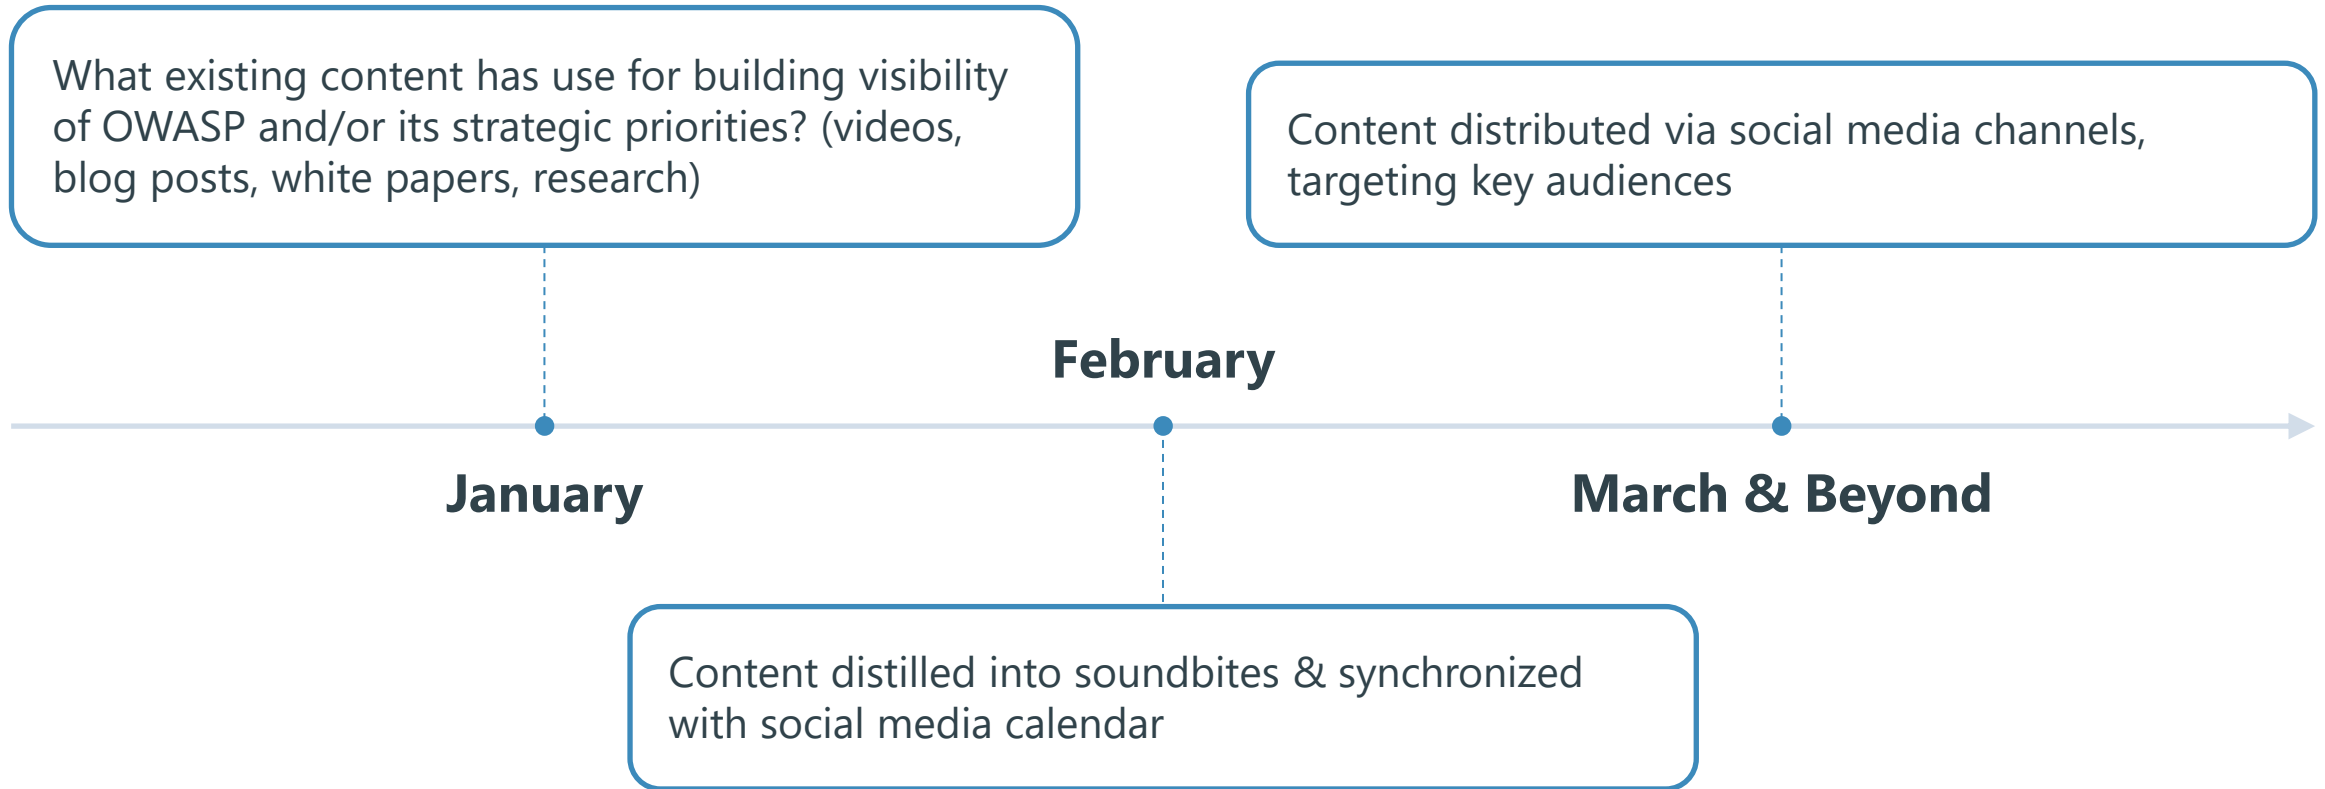 What existing content has use for building visibility
of OWASP and/or its strategic priorities? (videos,
blog posts, white papers, research)
Content distributed via social media channels,
targeting key audiences
February
January
March & Beyond
Content distilled into soundbites & synchronized
with social media calendar